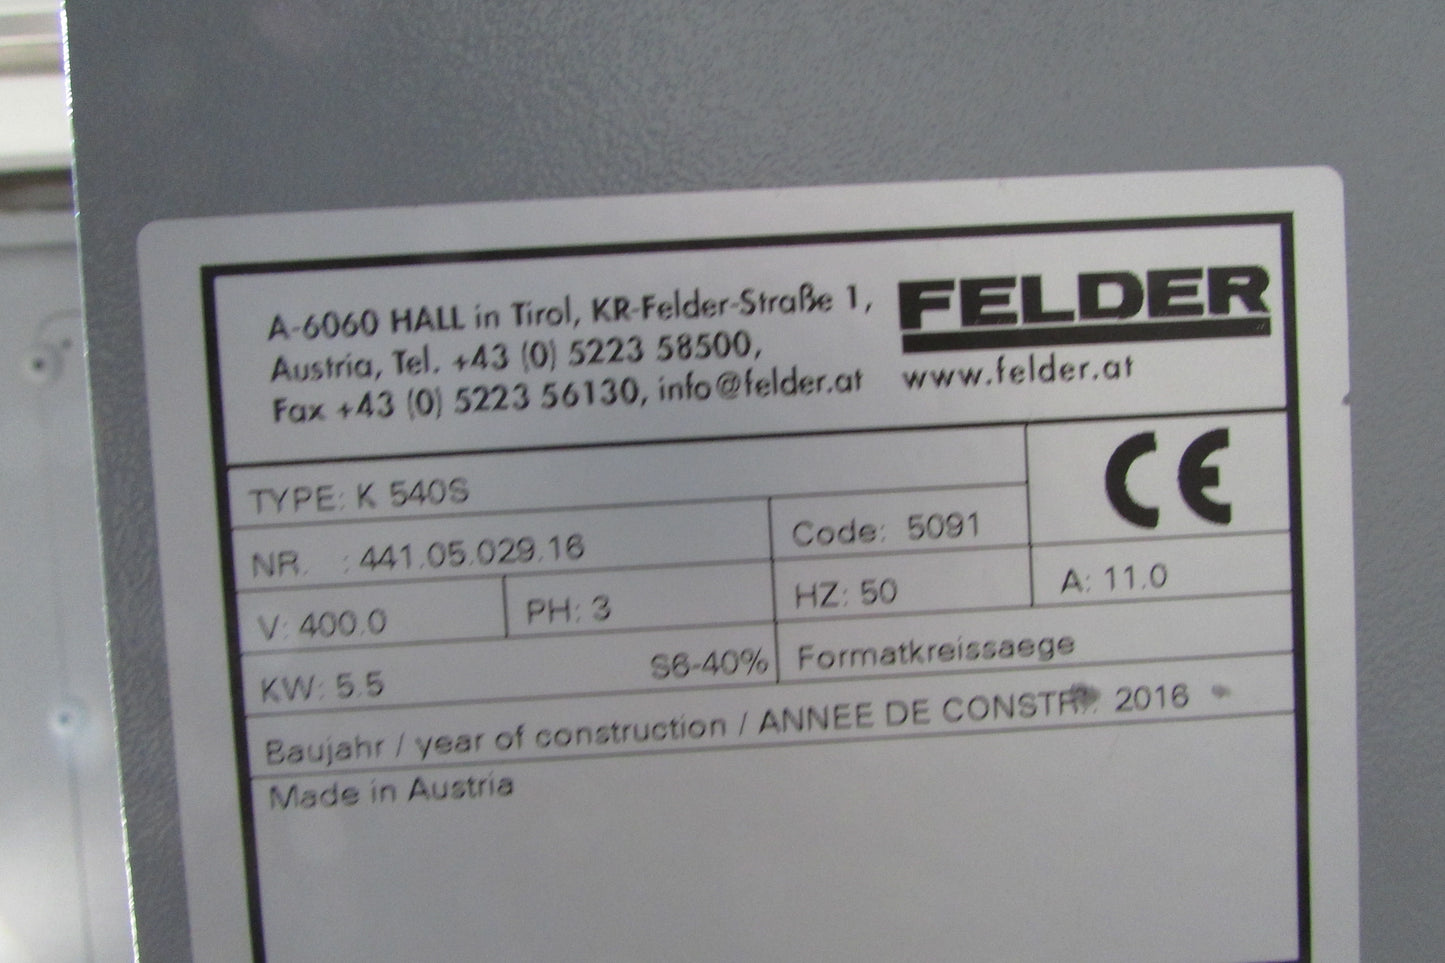 A-6060 HALL in Tirol, KR-Felder-Straße 1,
Austria, Tel. +43 (0) 5223 58500,
Fax +43 (0) 5223 56130, info@felder.at
FELDER
www.felder.at
TYPE: K 540S
CE
NR. : 441.05.029.16
Code: 5091
V: 400.0
PH: 3
HZ: 50
A: 11.0
KW: 5.5
S6-40%
Formatkreissaege
Baujahr / year of construction / ANNEE DE CONSTR.: 2016
Made in Austria